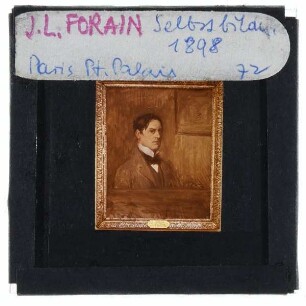 J.L. FORAIN Selbstbildn.
1898
Paris Pt. Palais 72